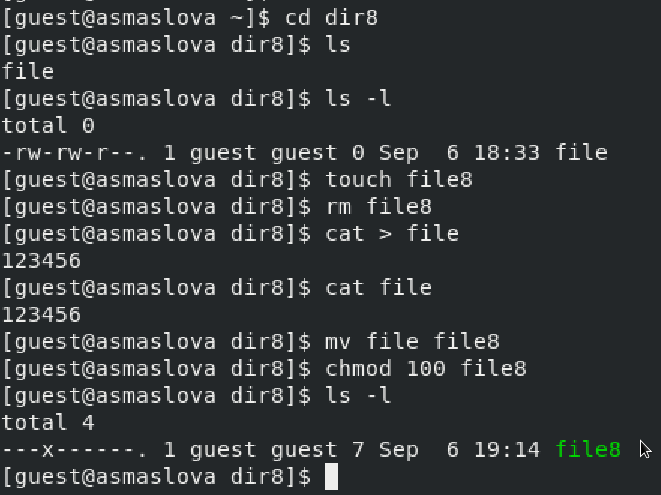 [guest@asmaslova ~]$ cd dir8
[guest@asmaslova dir8]$ ls
file
[guest@asmaslova dir8]$ ls -l
total 0
-rw-rw-r--. 1 guest guest 0 Sep  6 18:33 file
[guest@asmaslova dir8]$ touch file8
[guest@asmaslova dir8]$ rm file8
[guest@asmaslova dir8]$ cat > file
123456
[guest@asmaslova dir8]$ cat file
123456
[guest@asmaslova dir8]$ mv file file8
[guest@asmaslova dir8]$ chmod 100 file8
[guest@asmaslova dir8]$ ls -l
total 4
---x------. 1 guest guest 7 Sep  6 19:14 file8
[guest@asmaslova dir8]$